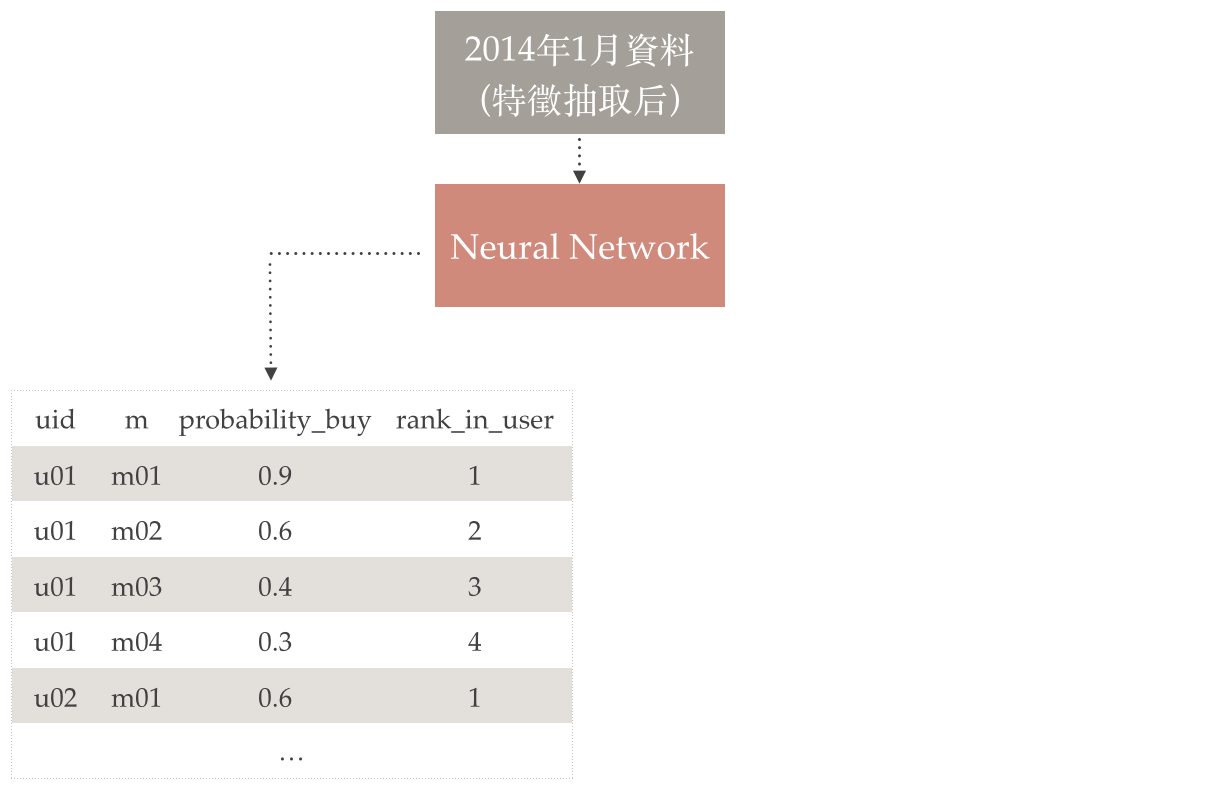 2014年1月資料
(特徵抽取后)
Neural Network
uid m probability_buy rank_in_user
u01 m01 0.9 1
u01 m02 0.6 2
u01 m03 0.4 3
u01 m04 0.3 4
u02 m01 0.6 1
…